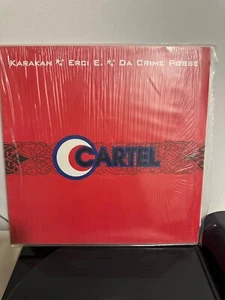 KARAKAN ERCI E. DA CRIME POSSE
CARTEL